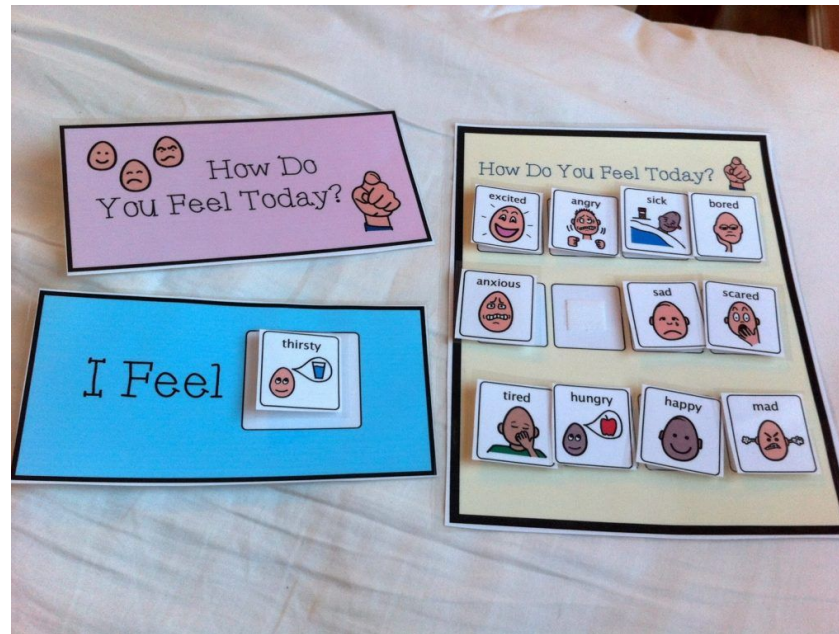 How Do
You Feel Today?
I Feel
thirsty
How Do You Feel Today?
excited
angry
sick
bored
anxious
sad
scared
tired
hungry
happy
mad